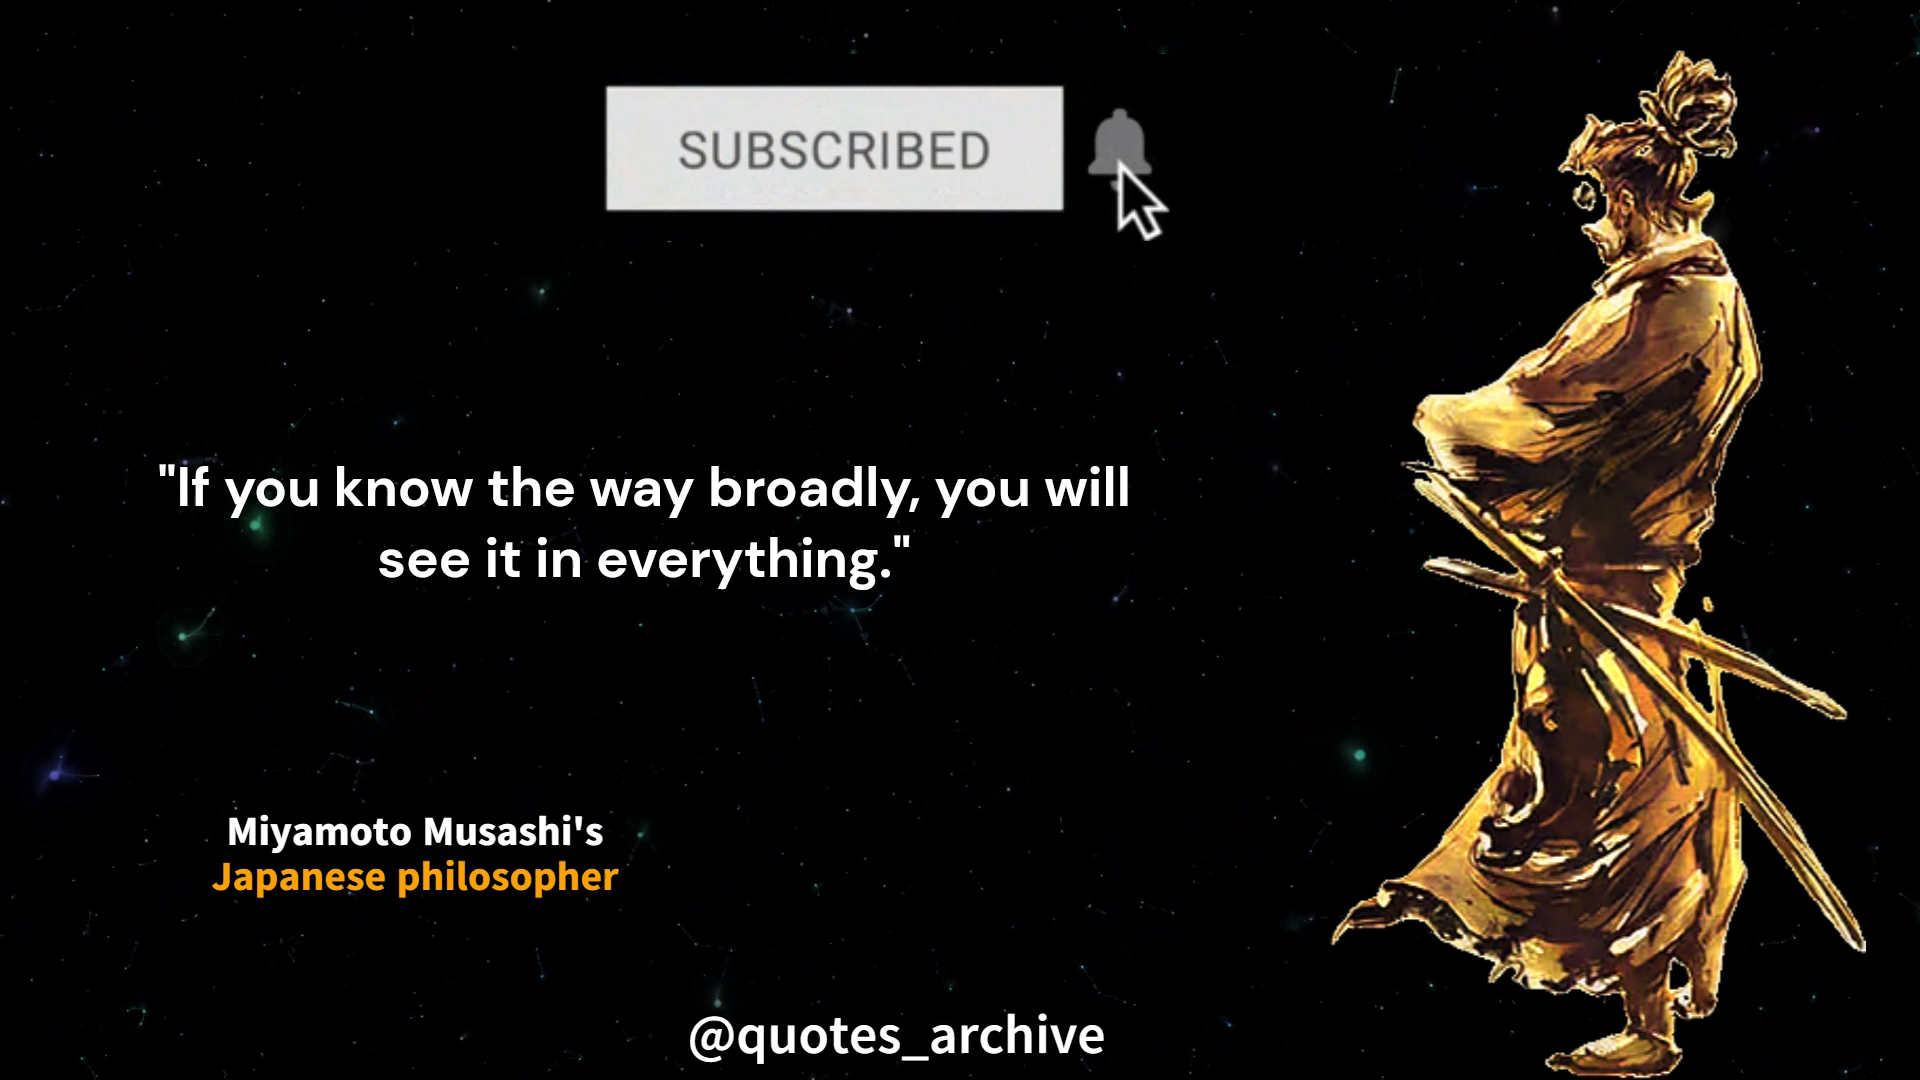 SUBSCRIBED
"If you know the way broadly, you will
see it in everything."
Miyamoto Musashi's
Japanese philosopher
@quotes_archive